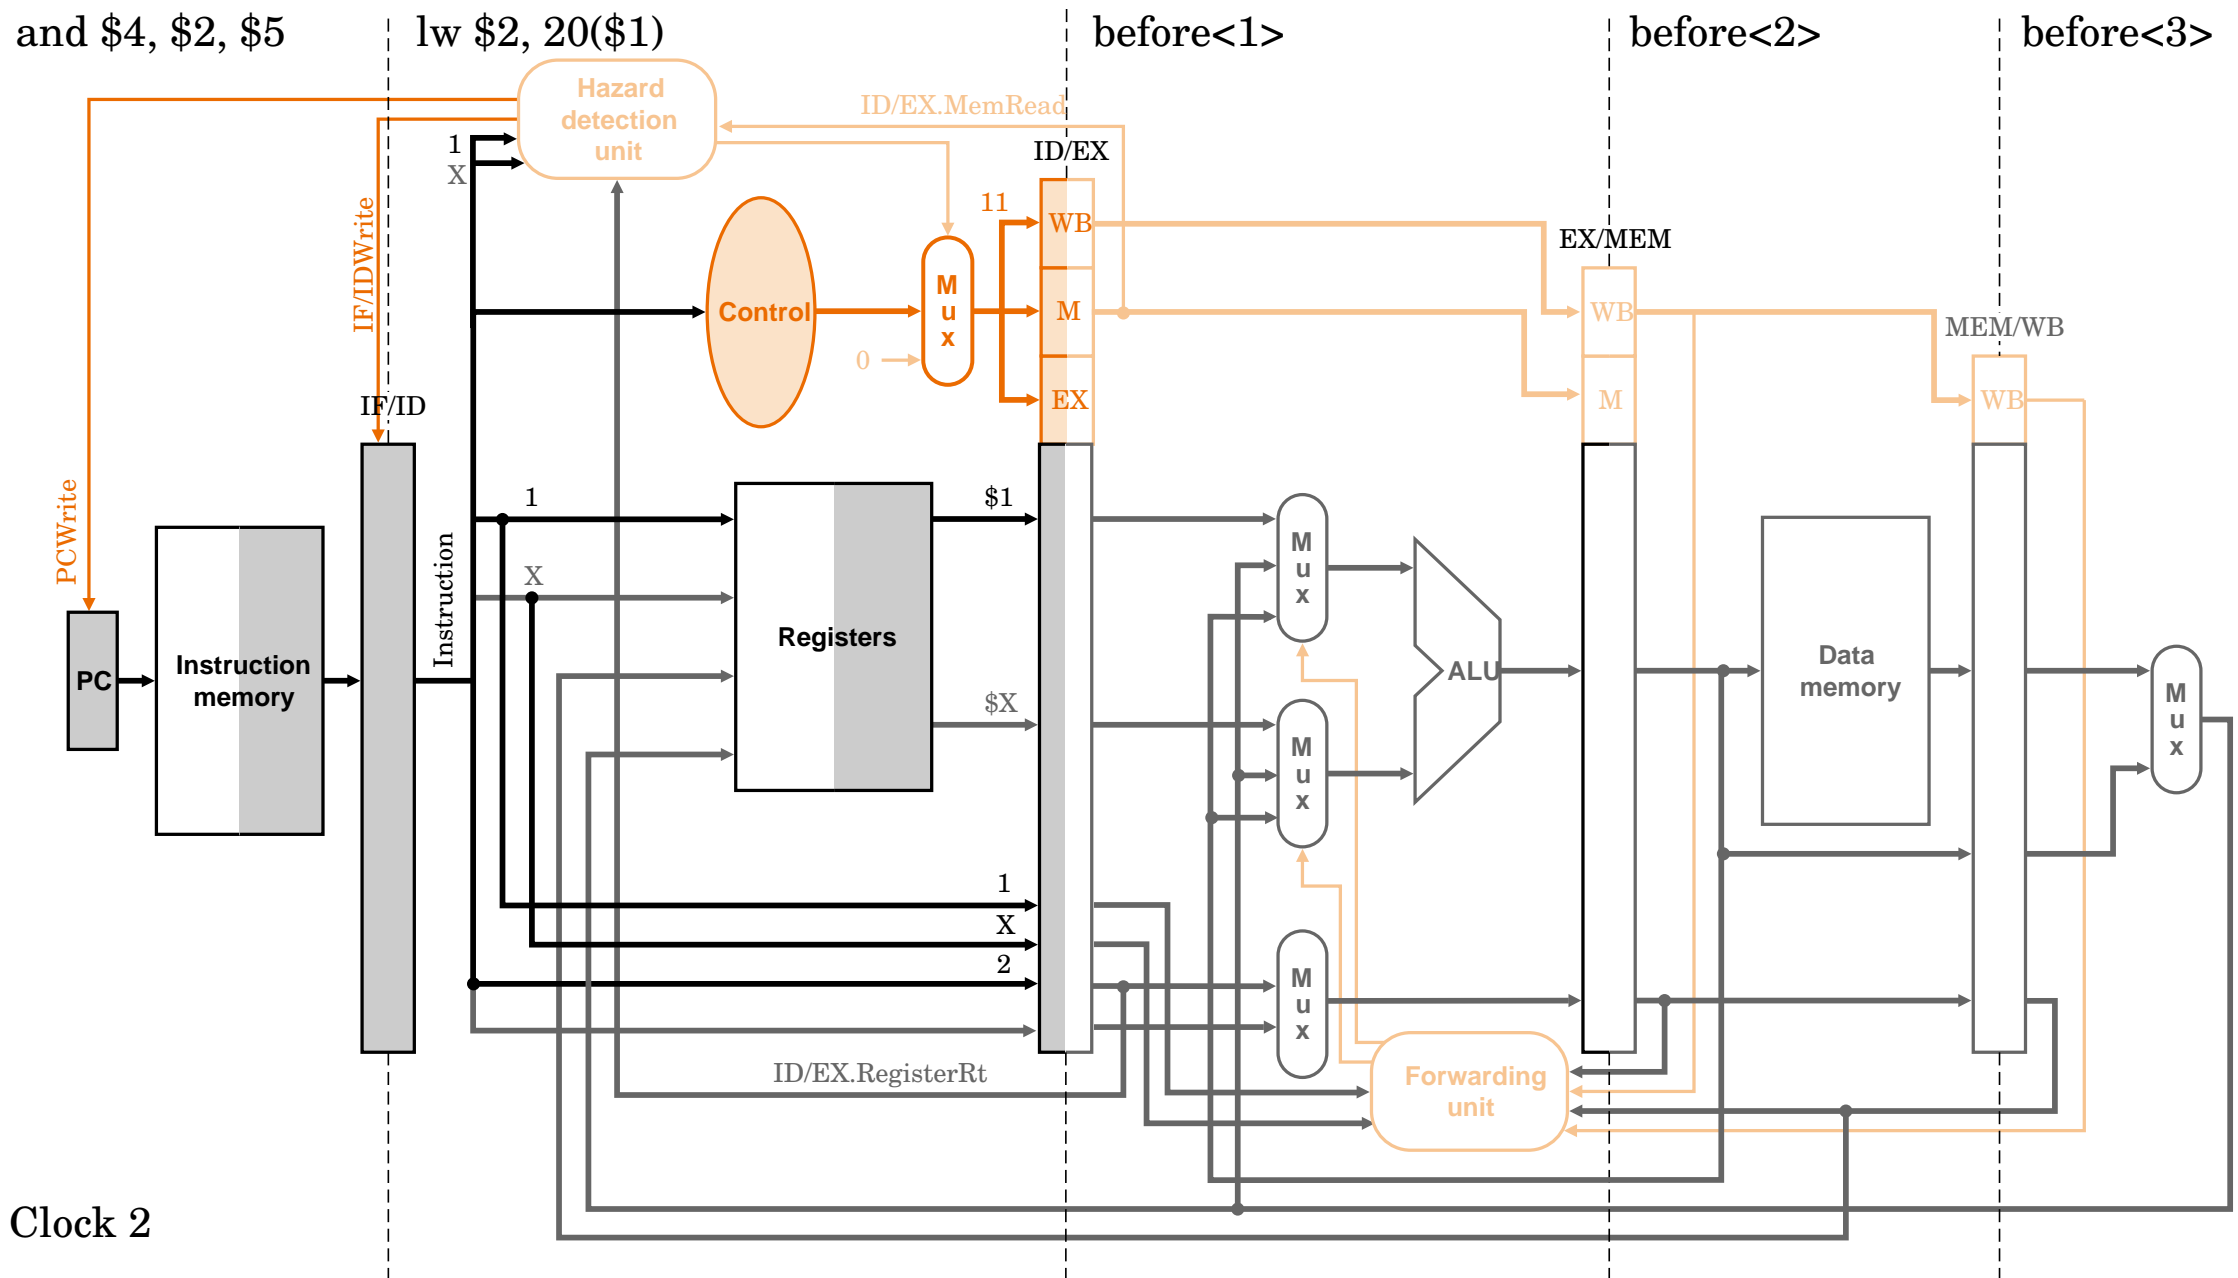 and $4, $2, $5
lw $2, 20($1)
before<1>
before<2>
before<3>
Hazard
detection
unit
ID/EX.MemRead
1
X
ID/EX
11
WB
IF/IDWrite
Control
M
u
x
M
0
EX
EX/MEM
WB
M
MEM/WB
WB
IF/ID
PCWrite
Instruction
1
$1
X
Registers
$X
PC
Instruction
memory
M
u
x
ALU
M
u
x
Data
memory
M
u
x
1
X
2
M
u
x
ID/EX.RegisterRt
Forwarding
unit
Clock 2